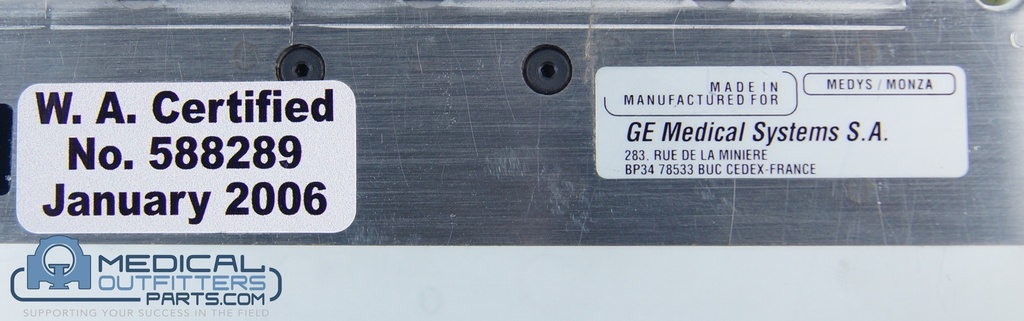 W. A. Certified
No. 588289
January 2006
MADE IN
MANUFACTURED FOR
MEDYS / MONZA
GE Medical Systems S.A.
283. RUE DE LA MINIERE
BP34 78533 BUC CEDEX-FRANCE
MEDICAL
OUTFITTERS
PARTS.COM
SUPPORTING YOUR SUCCESS IN THE FIELD